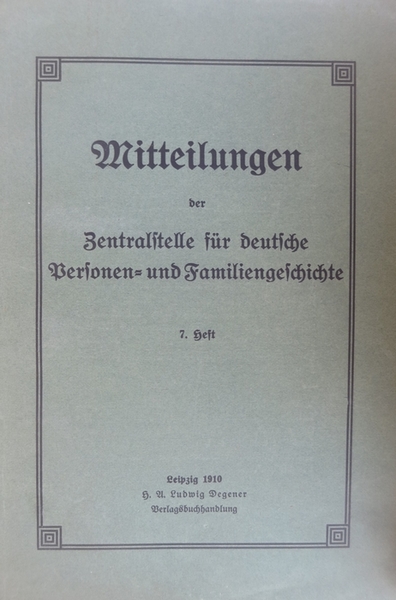 Mitteilungen
der
Zentralſtelle für deutſche
Perſonen- und Familiengeſchichte
7. Heft
Leipzig 1910
H. A. Ludwig Degener
Verlagsbuchhandlung